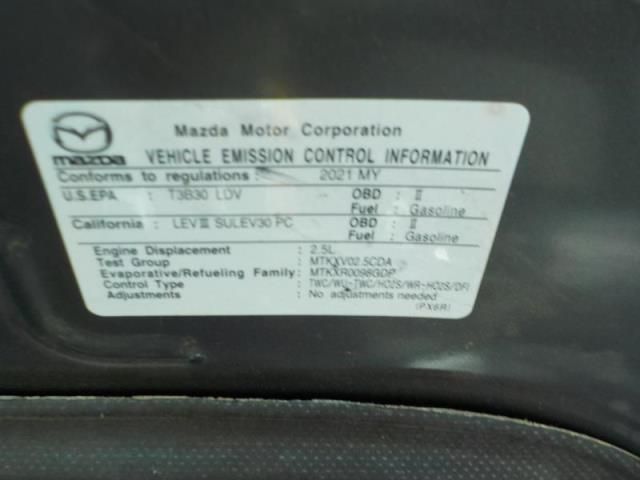 Mazda Motor Corporation
mazda VEHICLE EMISSION CONTROL INFORMATION
Conforms to regulations : 2021 MY
U.S.EPA : T3B30 LDV OBD : II
Fuel : Gasoline
California : LEVIII SULEV30 PC OBD : II
Fuel : Gasoline
Engine Displacement : 2.5L
Test Group : MTKXV02.5CDA
Evaporative/Refueling Family: MTKXR0098GDP
Control Type : TWC/WU-TWC/HO2S/WR-HO2S/DFI
Adjustments : No adjustments needed
(PX6R)